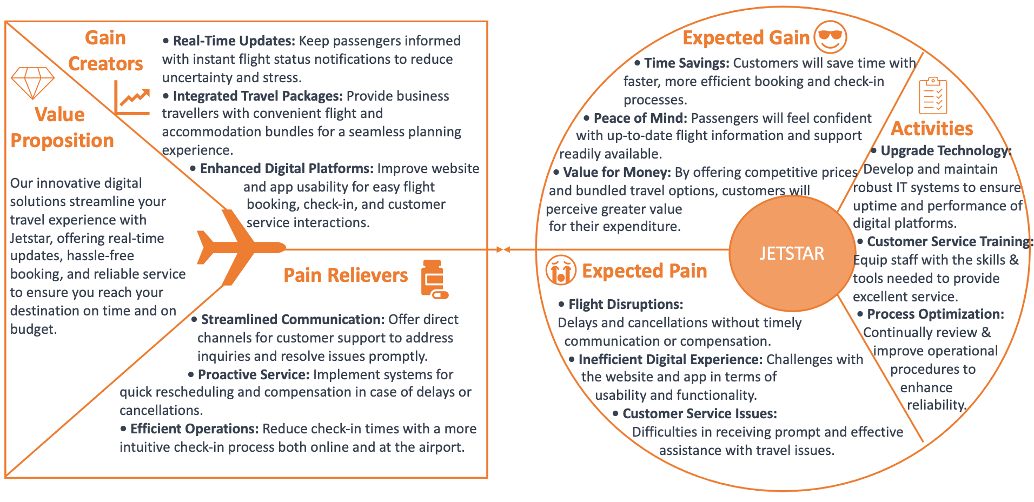 Gain
Creators
• Real-Time Updates: Keep passengers informed
with instant flight status notifications to reduce
uncertainty and stress.
• Integrated Travel Packages: Provide business
travellers with convenient flight and
accommodation bundles for a seamless planning
experience.
• Enhanced Digital Platforms: Improve website
and app usability for easy flight
booking, check-in, and customer
service interactions.
Value
Proposition
Our innovative digital
solutions streamline your
travel experience with
Jetstar, offering real-time
updates, hassle-free
booking, and reliable service
to ensure you reach your
destination on time and on
budget.
Pain Relievers
• Streamlined Communication: Offer direct
channels for customer support to address
inquiries and resolve issues promptly.
• Proactive Service: Implement systems for
quick rescheduling and compensation in case of delays or
cancellations.
• Efficient Operations: Reduce check-in times with a more
intuitive check-in process both online and at the airport.
Expected Gain
• Time Savings: Customers will save time with
faster, more efficient booking and check-in
processes.
• Peace of Mind: Passengers will feel confident
with up-to-date flight information and support
readily available.
• Value for Money: By offering competitive prices
and bundled travel options, customers will
perceive greater value
for their expenditure.
JETSTAR
Expected Pain
• Flight Disruptions:
Delays and cancellations without timely
communication or compensation.
• Inefficient Digital Experience: Challenges with
the website and app in terms of
usability and functionality.
• Customer Service Issues:
Difficulties in receiving prompt and effective
assistance with travel issues.
Activities
• Upgrade Technology:
Develop and maintain
robust IT systems to ensure
uptime and performance of
digital platforms.
• Customer Service Training:
Equip staff with the skills &
tools needed to provide
excellent service.
• Process Optimization:
Continually review &
improve operational
procedures to
enhance
reliability.